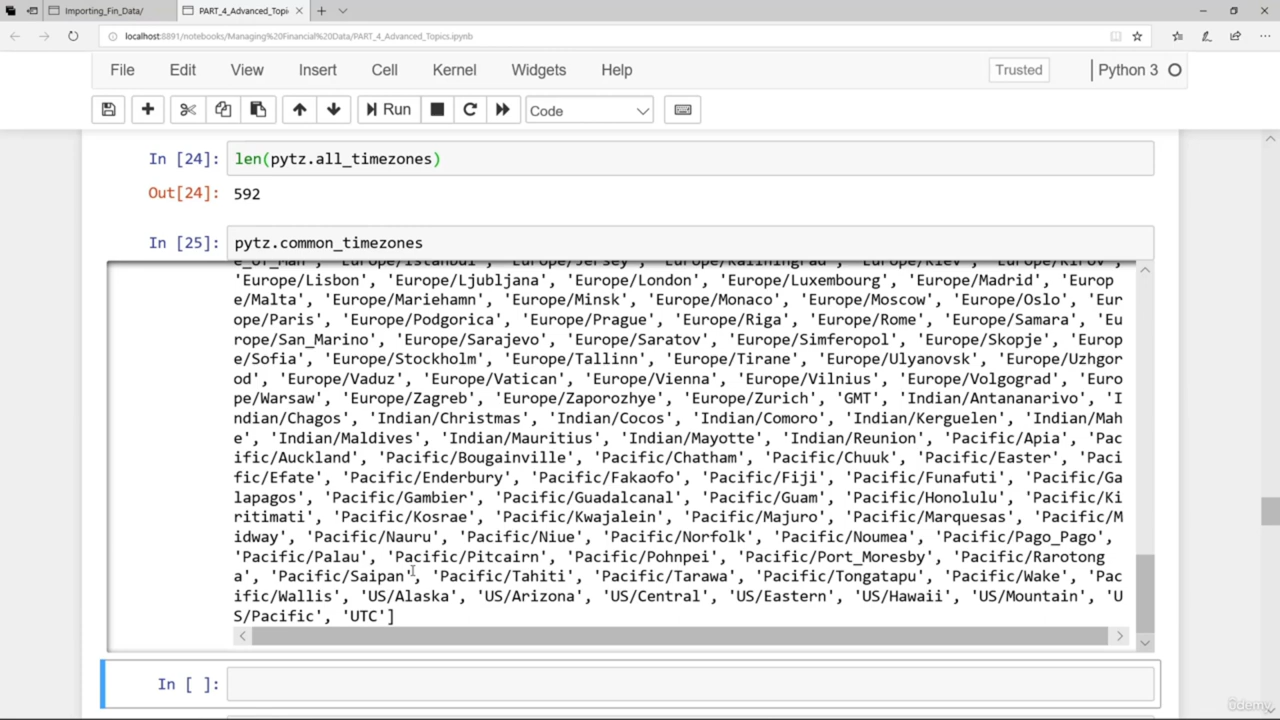 Importing_Fin_Data/
PART_4_Advanced_Topi
localhost:8891/notebooks/Managing%20Financial%20Data/PART_4_Advanced_Topics.ipynb
File Edit View Insert Cell Kernel Widgets Help Trusted Python 3
Run Code
In [24]: len(pytz.all_timezones)
Out[24]: 592
In [25]: pytz.common_timezones
e_of_Man', 'Europe/Istanbul', 'Europe/Jersey', 'Europe/Kaliningrad', 'Europe/Kiev', 'Europe/Kirov',
'Europe/Lisbon', 'Europe/Ljubljana', 'Europe/London', 'Europe/Luxembourg', 'Europe/Madrid', 'Europ
e/Malta', 'Europe/Mariehamn', 'Europe/Minsk', 'Europe/Monaco', 'Europe/Moscow', 'Europe/Oslo', 'Eur
ope/Paris', 'Europe/Podgorica', 'Europe/Prague', 'Europe/Riga', 'Europe/Rome', 'Europe/Samara', 'Eu
rope/San_Marino', 'Europe/Sarajevo', 'Europe/Saratov', 'Europe/Simferopol', 'Europe/Skopje', 'Europ
e/Sofia', 'Europe/Stockholm', 'Europe/Tallinn', 'Europe/Tirane', 'Europe/Ulyanovsk', 'Europe/Uzhgor
od', 'Europe/Vaduz', 'Europe/Vatican', 'Europe/Vienna', 'Europe/Vilnius', 'Europe/Volgograd', 'Euro
pe/Warsaw', 'Europe/Zagreb', 'Europe/Zaporozhye', 'Europe/Zurich', 'GMT', 'Indian/Antananarivo', 'I
ndian/Chagos', 'Indian/Christmas', 'Indian/Cocos', 'Indian/Comoro', 'Indian/Kerguelen', 'Indian/Mah
e', 'Indian/Maldives', 'Indian/Mauritius', 'Indian/Mayotte', 'Indian/Reunion', 'Pacific/Apia', 'Pac
ific/Auckland', 'Pacific/Bougainville', 'Pacific/Chatham', 'Pacific/Chuuk', 'Pacific/Easter', 'Paci
fic/Efate', 'Pacific/Enderbury', 'Pacific/Fakaofo', 'Pacific/Fiji', 'Pacific/Funafuti', 'Pacific/Ga
lapagos', 'Pacific/Gambier', 'Pacific/Guadalcanal', 'Pacific/Guam', 'Pacific/Honolulu', 'Pacific/Ki
ritimati', 'Pacific/Kosrae', 'Pacific/Kwajalein', 'Pacific/Majuro', 'Pacific/Marquesas', 'Pacific/M
idway', 'Pacific/Nauru', 'Pacific/Niue', 'Pacific/Norfolk', 'Pacific/Noumea', 'Pacific/Pago_Pago',
'Pacific/Palau', 'Pacific/Pitcairn', 'Pacific/Pohnpei', 'Pacific/Port_Moresby', 'Pacific/Rarotong
a', 'Pacific/Saipan', 'Pacific/Tahiti', 'Pacific/Tarawa', 'Pacific/Tongatapu', 'Pacific/Wake', 'Pac
ific/Wallis', 'US/Alaska', 'US/Arizona', 'US/Central', 'US/Eastern', 'US/Hawaii', 'US/Mountain', 'U
S/Pacific', 'UTC']
In [ ]:
ûdemy